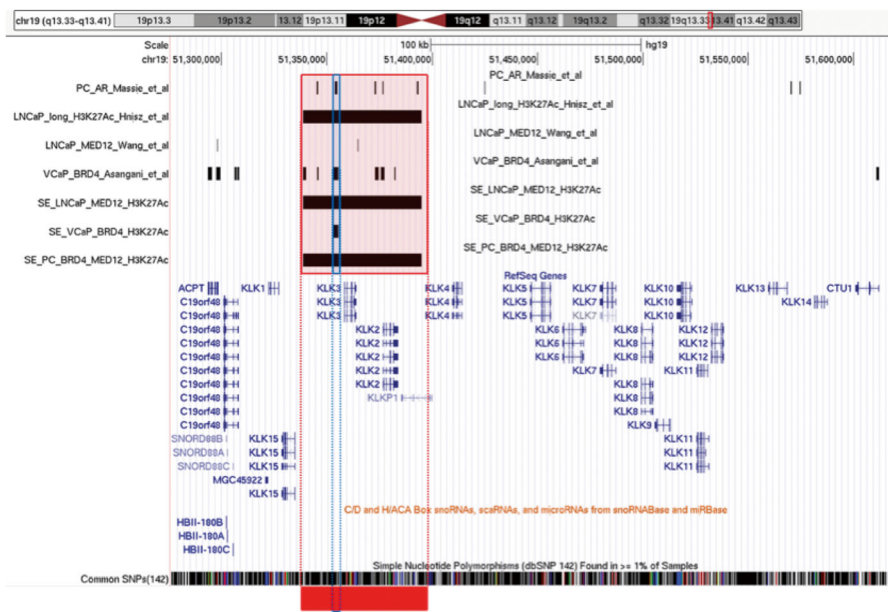 chr19 (q13.33-q13.41) 19p13.3 19p13.2 13.12 19p13.11 19p12 19q12 q13.11 q13.12 19q13.2 q13.32 19q13.33 13.41 q13.42 q13.43
Scale 100 kb hg19
chr19: 51,300,000 51,350,000 51,400,000 51,450,000 51,500,000 51,550,000 51,600,000
PC_AR_Massie_et_al PC_AR_Massie_et_al
LNCaP_long_H3K27Ac_Hnisz_et_al LNCaP_long_H3K27Ac_Hnisz_et_al
LNCaP_MED12_Wang_et_al LNCaP_MED12_Wang_et_al
VCaP_BRD4_Asangani_et_al VCaP_BRD4_Asangani_et_al
SE_LNCaP_MED12_H3K27Ac SE_LNCaP_MED12_H3K27Ac
SE_VCaP_BRD4_H3K27Ac SE_VCaP_BRD4_H3K27Ac
SE_PC_BRD4_MED12_H3K27Ac SE_PC_BRD4_MED12_H3K27Ac
RefSeq Genes
ACPT KLK1 KLK3 KLK4 KLK5 KLK7 KLK10 KLK13 CTU1
C19orf48 KLK3 KLK4 KLK5 KLK7 KLK10 KLK14
C19orf48 KLK3 KLK4 KLK5 KLK7 KLK10
C19orf48 KLK2 KLK6 KLK8 KLK12
C19orf48 KLK2 KLK6 KLK8 KLK12
C19orf48 KLK2 KLK6 KLK8 KLK12
C19orf48 KLK2 KLK7 KLK11
C19orf48 KLK2 KLK8
C19orf48 KLKP1 KLK8
C19orf48 KLK8
C19orf48 KLK9
SNORD88B KLK15 KLK11
SNORD88A KLK15 KLK11
SNORD88C KLK15 KLK11
MGC45922
KLK15
C/D and H/ACA Box snoRNAs, scaRNAs, and microRNAs from snoRNABase and miRBase
HBII-180B
HBII-180A
HBII-180C
Simple Nucleotide Polymorphisms (dbSNP 142) Found in >= 1% of Samples
Common SNPs(142)